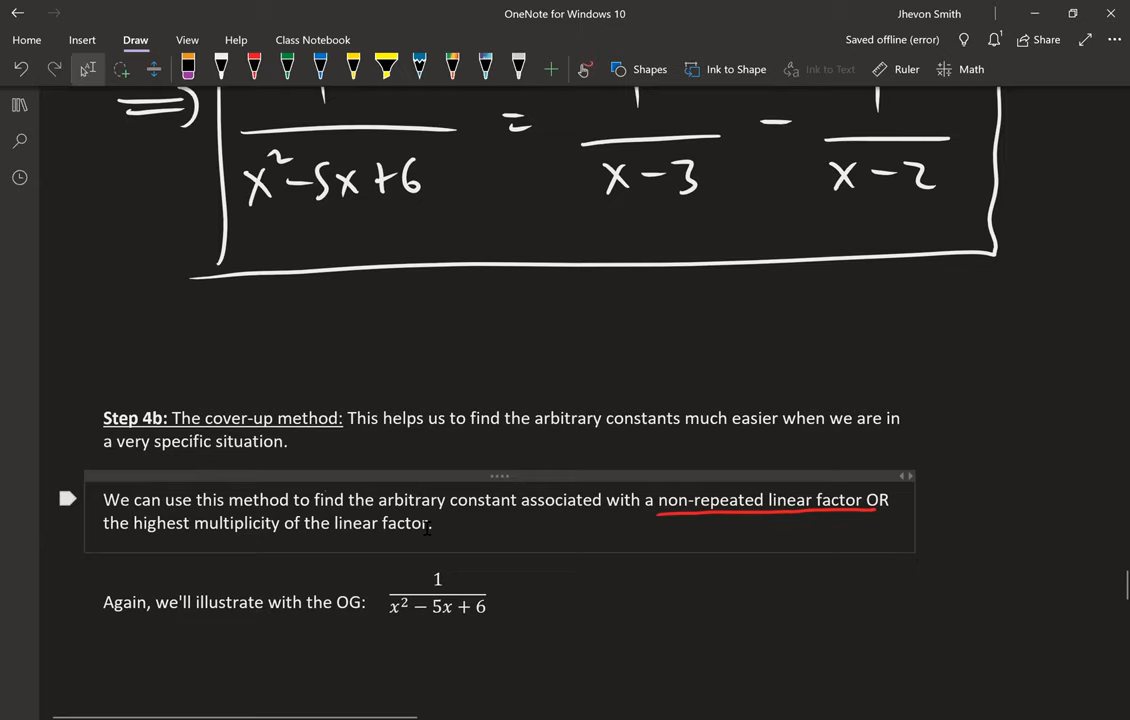 OneNote for Windows 10
Jhevon Smith
Home Insert Draw View Help Class Notebook
Saved offline (error)
1
Share
Shapes
Ink to Shape
Ink to Text
Ruler
Math
⇒ 1/(x² - 5x + 6) = 1/(x - 3) - 1/(x - 2)
Step 4b: The cover-up method: This helps us to find the arbitrary constants much easier when we are in
a very specific situation.
We can use this method to find the arbitrary constant associated with a non-repeated linear factor OR
the highest multiplicity of the linear factor.
Again, we'll illustrate with the OG: 1/(x² − 5x + 6)